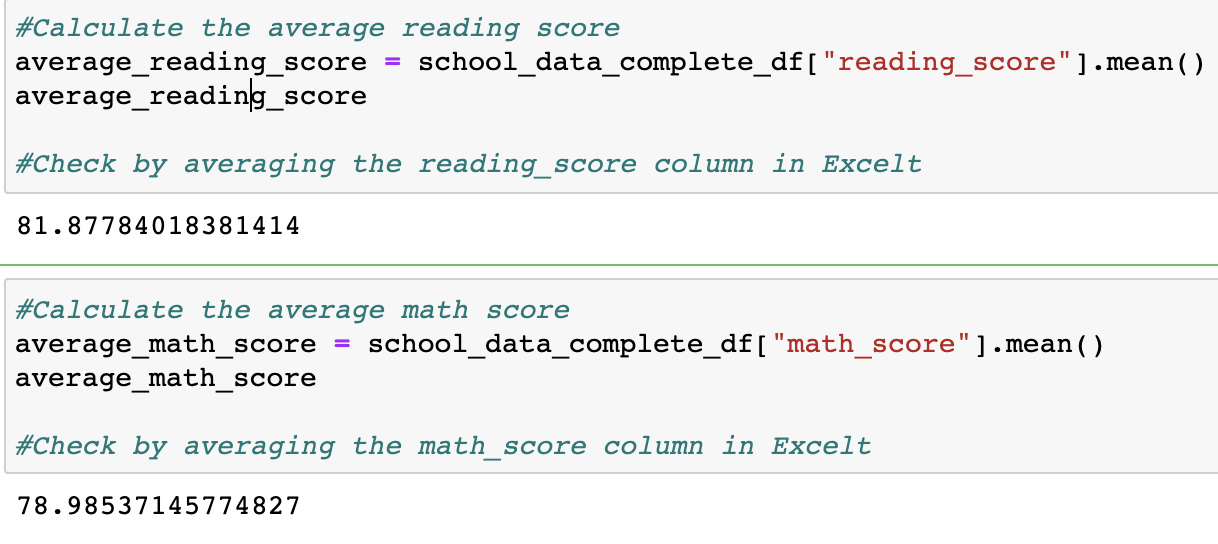 #Calculate the average reading score
average_reading_score = school_data_complete_df["reading_score"].mean()
average_reading_score
#Check by averaging the reading_score column in Excelt
81.87784018381414
#Calculate the average math score
average_math_score = school_data_complete_df["math_score"].mean()
average_math_score
#Check by averaging the math_score column in Excelt
78.98537145774827